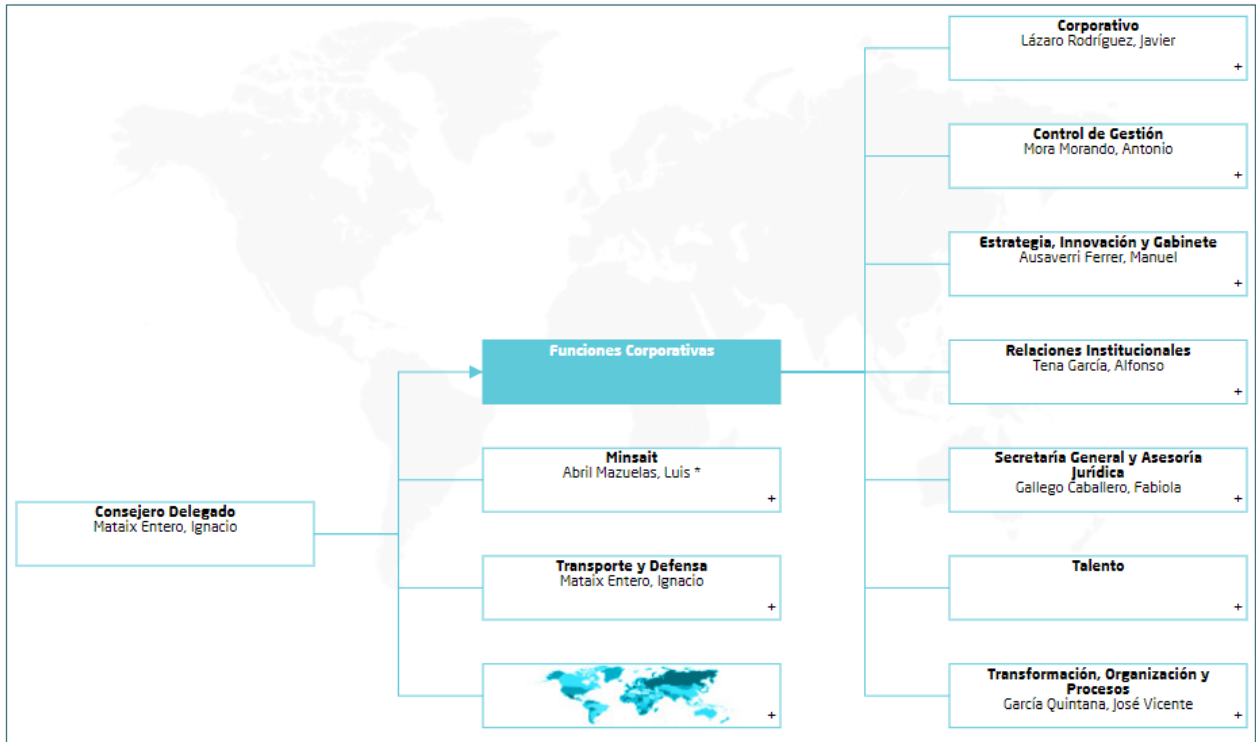 Consejero Delegado
Mataix Entero, Ignacio
Funciones Corporativas
Minsait
Abril Mazuelas, Luis *
+
Transporte y Defensa
Mataix Entero, Ignacio
+
+
Corporativo
Lázaro Rodríguez, Javier
+
Control de Gestión
Mora Morando, Antonio
+
Estrategia, Innovación y Gabinete
Ausaverri Ferrer, Manuel
+
Relaciones Institucionales
Tena García, Alfonso
+
Secretaría General y Asesoría
Jurídica
Gallego Caballero, Fabiola
+
Talento
+
Transformación, Organización y
Procesos
García Quintana, José Vicente
+